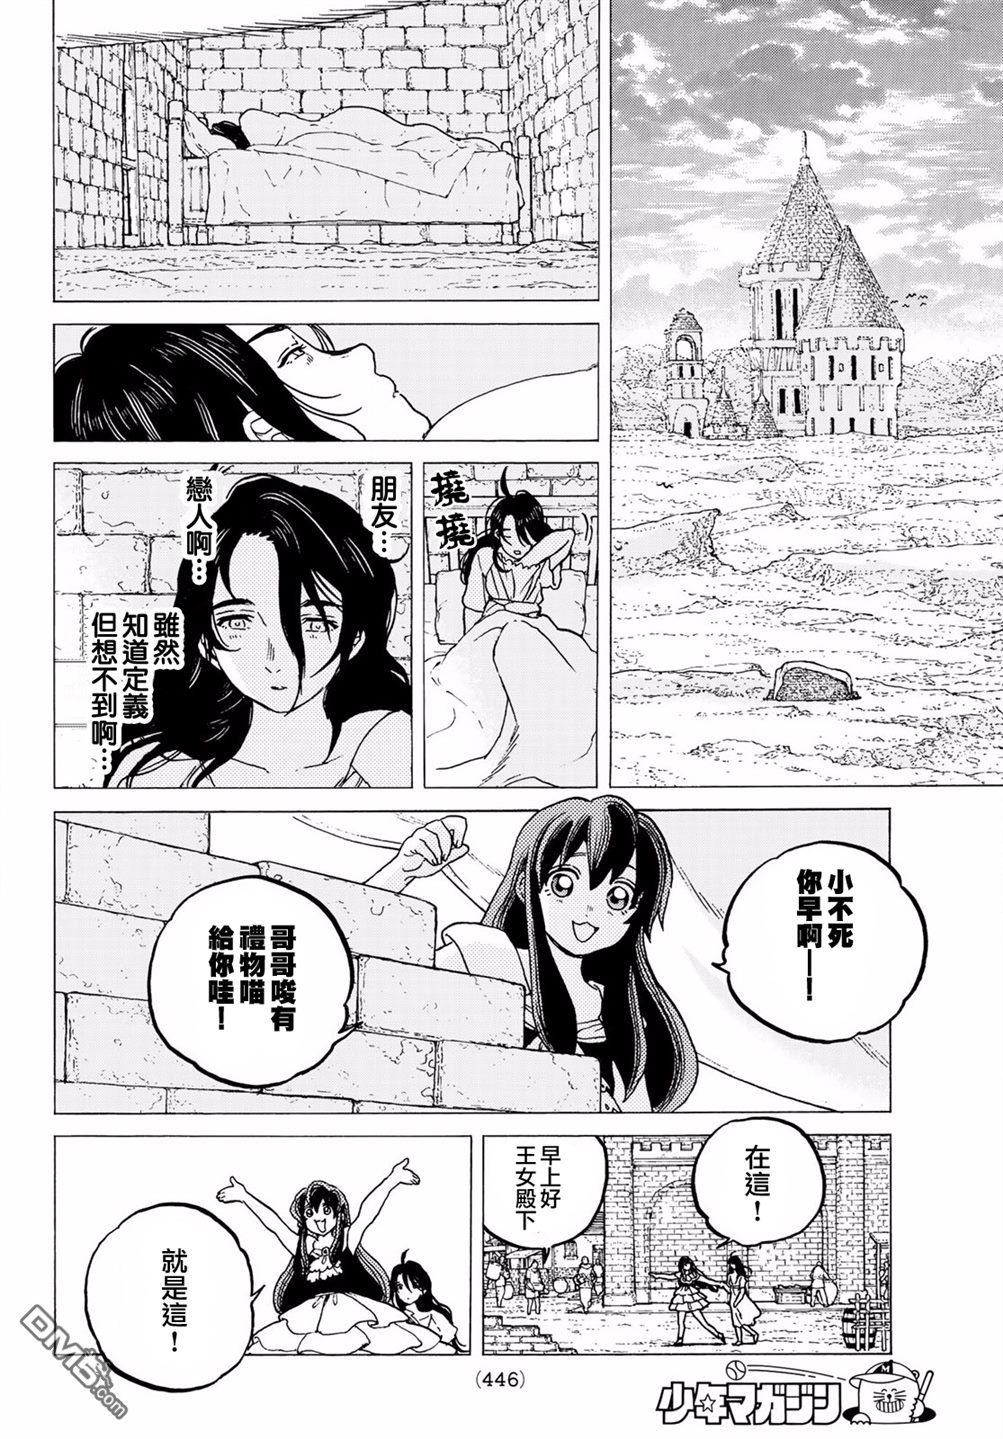 撓
撓
朋友…
戀人啊…
雖然
知道定義
但想不到啊…
小不死
你早啊—！
哥哥唆有
禮物喵
給你哇！
在這！
早上好
王女殿下
就是這！
(446)
少年マガジン